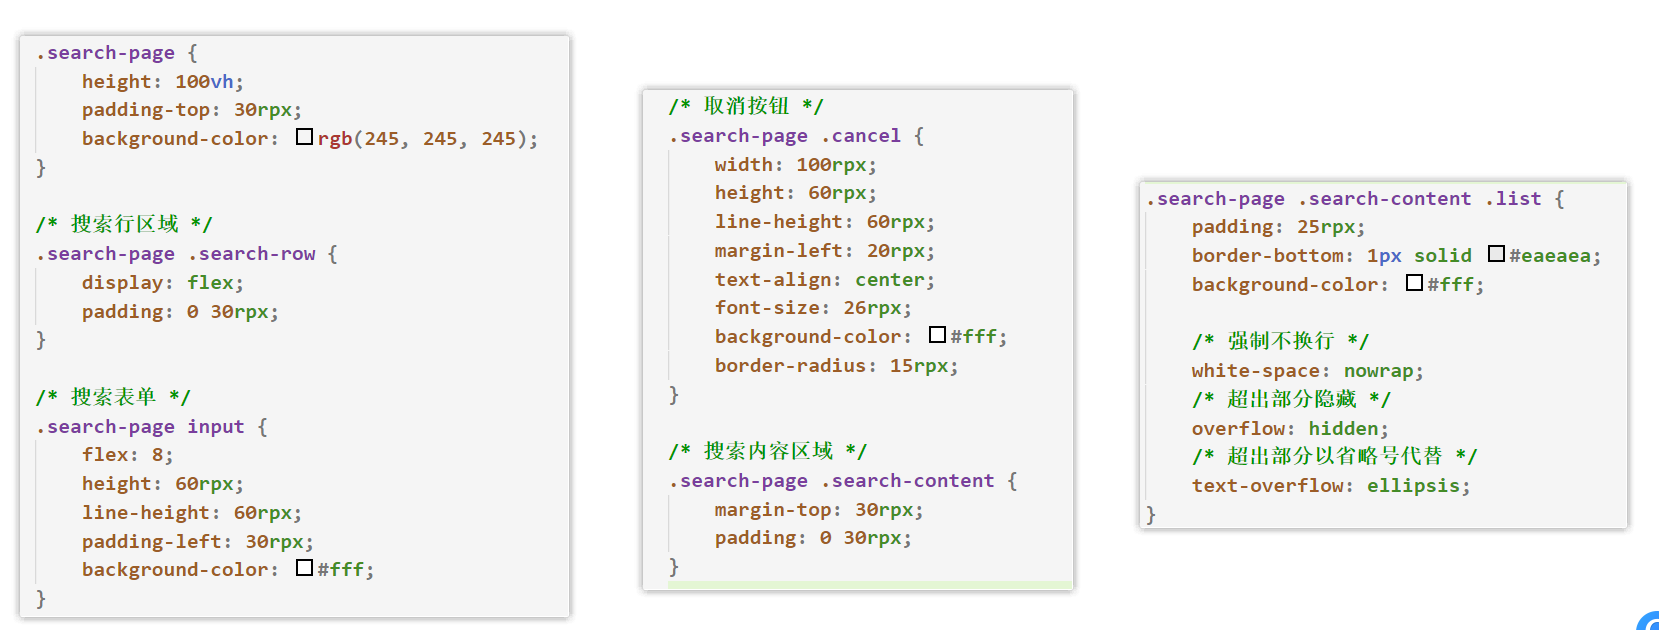 .search-page {
    height: 100vh;
    padding-top: 30rpx;
    background-color: rgb(245, 245, 245);
}
/* 搜索行区域 */
.search-page .search-row {
    display: flex;
    padding: 0 30rpx;
}
/* 搜索表单 */
.search-page input {
    flex: 8;
    height: 60rpx;
    line-height: 60rpx;
    padding-left: 30rpx;
    background-color: #fff;
}
/* 取消按钮 */
.search-page .cancel {
    width: 100rpx;
    height: 60rpx;
    line-height: 60rpx;
    margin-left: 20rpx;
    text-align: center;
    font-size: 26rpx;
    background-color: #fff;
    border-radius: 15rpx;
}
/* 搜索内容区域 */
.search-page .search-content {
    margin-top: 30rpx;
    padding: 0 30rpx;
}
.search-page .search-content .list {
    padding: 25rpx;
    border-bottom: 1px solid #eaeaea;
    background-color: #fff;
    /* 强制不换行 */
    white-space: nowrap;
    /* 超出部分隐藏 */
    overflow: hidden;
    /* 超出部分以省略号代替 */
    text-overflow: ellipsis;
}